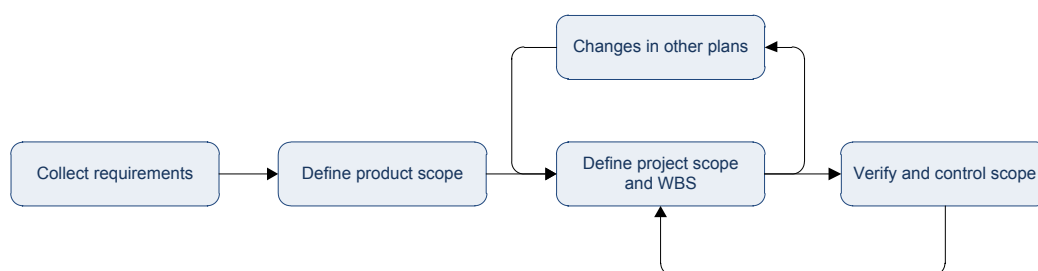 Changes in other plans
Collect requirements
Define product scope
Define project scope
and WBS
Verify and control scope